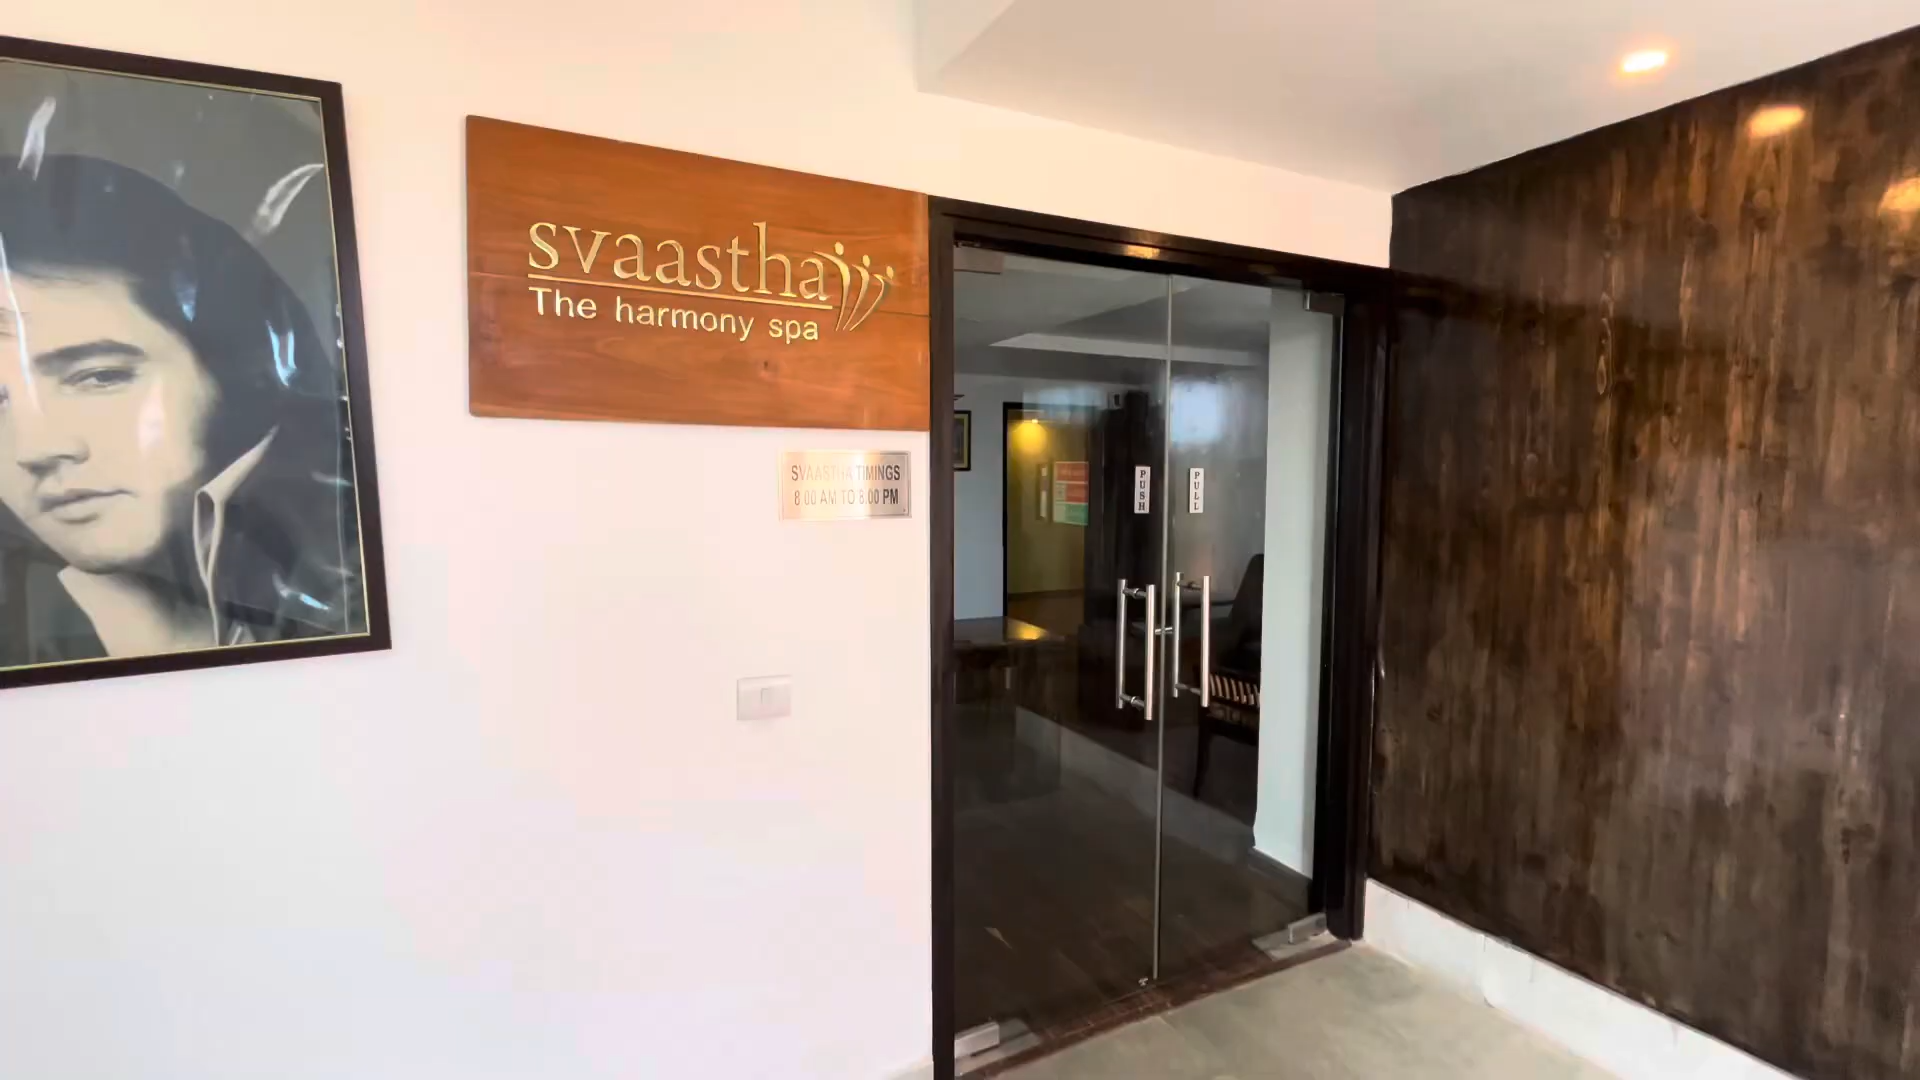 svaastha
The harmony spa
SVAASTHA TIMINGS
8.00 AM TO 8.00 PM
PUSH
PULL